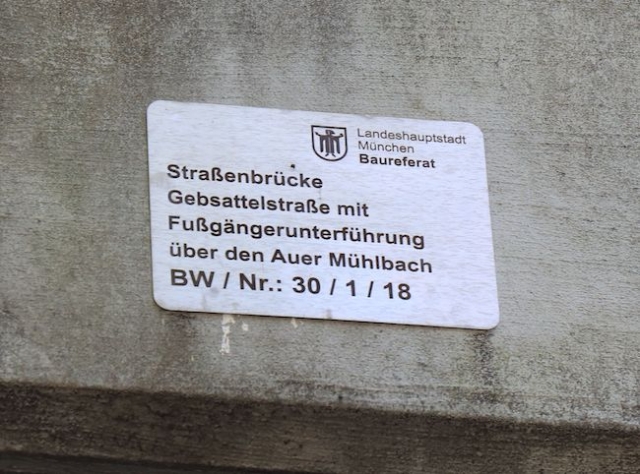 Landeshauptstadt
München
Baureferat
Straßenbrücke
Gebsattelstraße mit
Fußgängerunterführung
über den Auer Mühlbach
BW / Nr.: 30 / 1 / 18